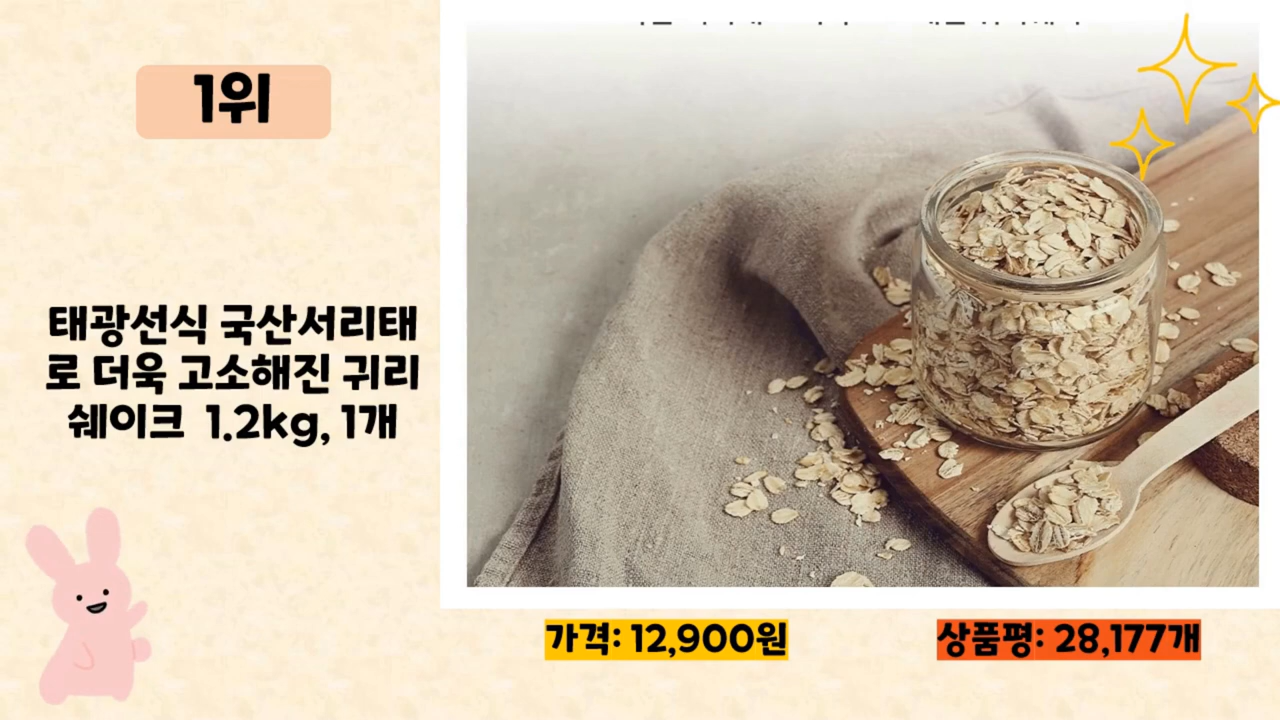 1위
태광선식 국산서리태
로 더욱 고소해진 귀리
쉐이크 1.2kg, 1개
가격: 12,900원
상품평: 28,177개